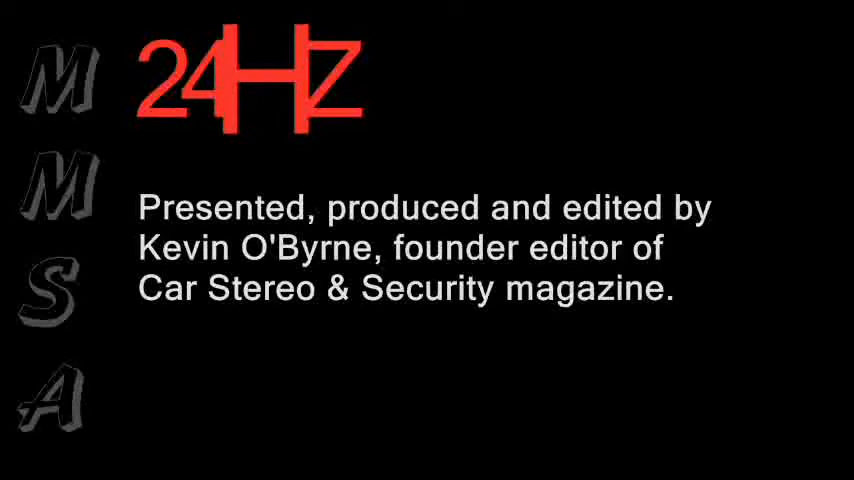 24HZ
Presented, produced and edited by
Kevin O'Byrne, founder editor of
Car Stereo & Security magazine.
M
M
S
A